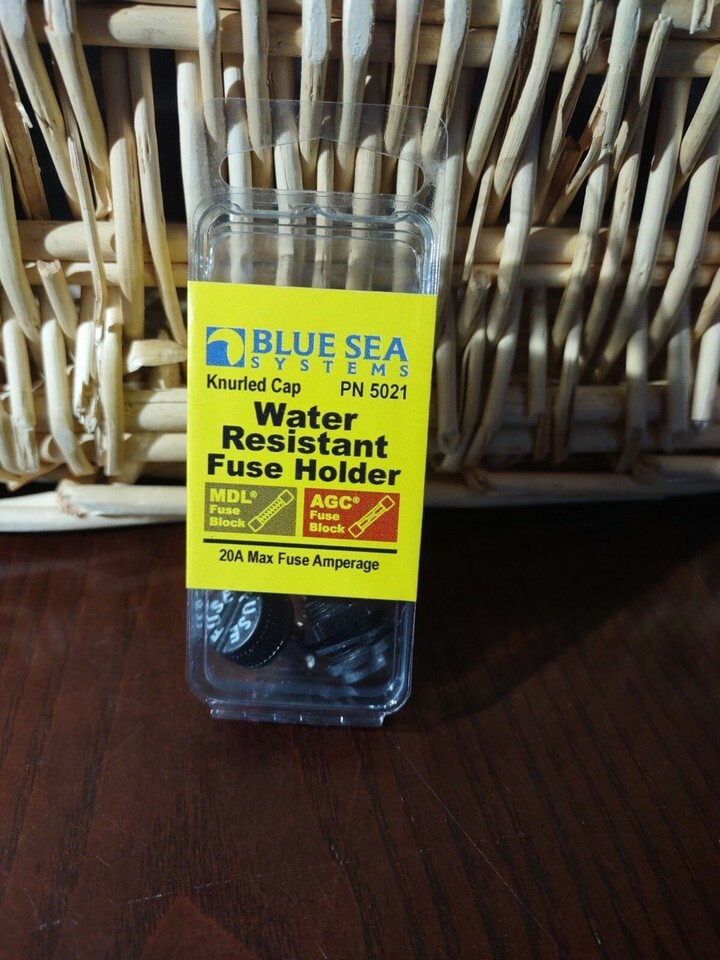 BLUE SEA
SYSTEMS
Knurled Cap PN 5021
Water
Resistant
Fuse Holder
MDL®
Fuse
Block
AGC®
Fuse
Block
20A Max Fuse Amperage